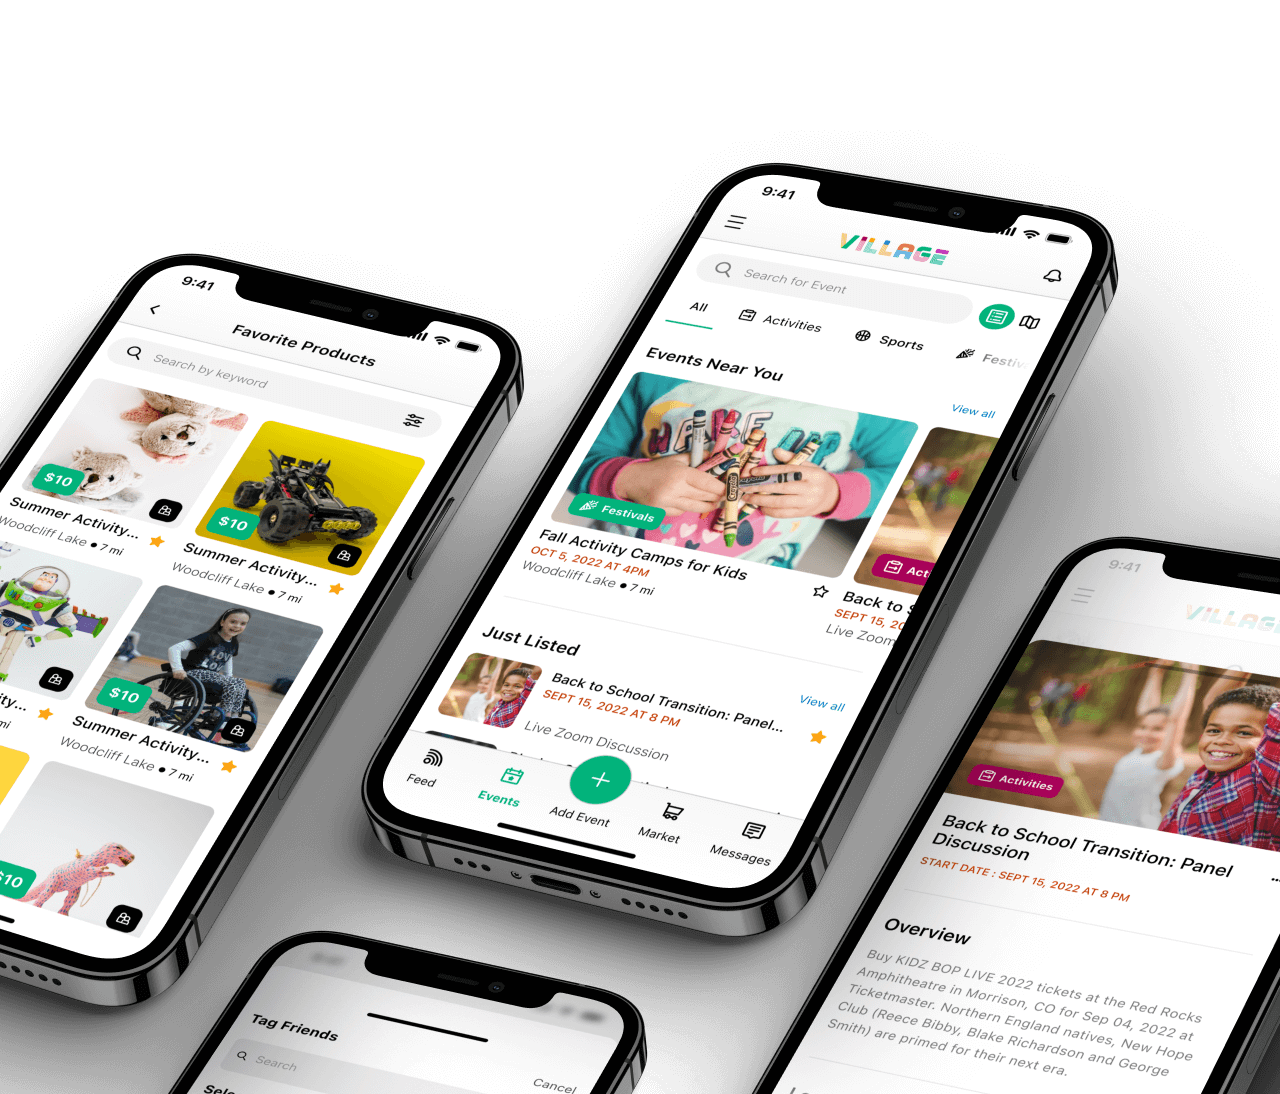 9:41
Favorite Products
Search by keyword
$10
Summer Activity...
Woodcliff Lake • 7 mi
$10
Summer Activity...
Woodcliff Lake • 7 mi
$10
Summer Activity...
Woodcliff Lake • 7 mi
$10
9:41
VILLAGE
Search for Event
All
Activities
Sports
Events Near You
View all
WAKE UP
Festivals
Fall Activity Camps for Kids
OCT 5, 2022 AT 4PM
Woodcliff Lake • 7 mi
Back to
SEPT 15,
Live Zoom
Just Listed
View all
Back to School Transition: Panel...
SEPT 15, 2022 AT 8 PM
Live Zoom Discussion
Feed
Events
Add Event
Market
Messages
9:41
VILLAGE
Activities
Back to School Transition: Panel
Discussion
START DATE : SEPT 15, 2022 AT 8 PM
Overview
Buy KIDZ BOP LIVE 2022 tickets at the Red Rocks
Amphitheatre in Morrison, CO for Sep 04, 2022 at
Ticketmaster. Northern England natives, New Hope
Club (Reece Bibby, Blake Richardson and George
Smith) are primed for their next era.
Tag Friends
Search
Cancel